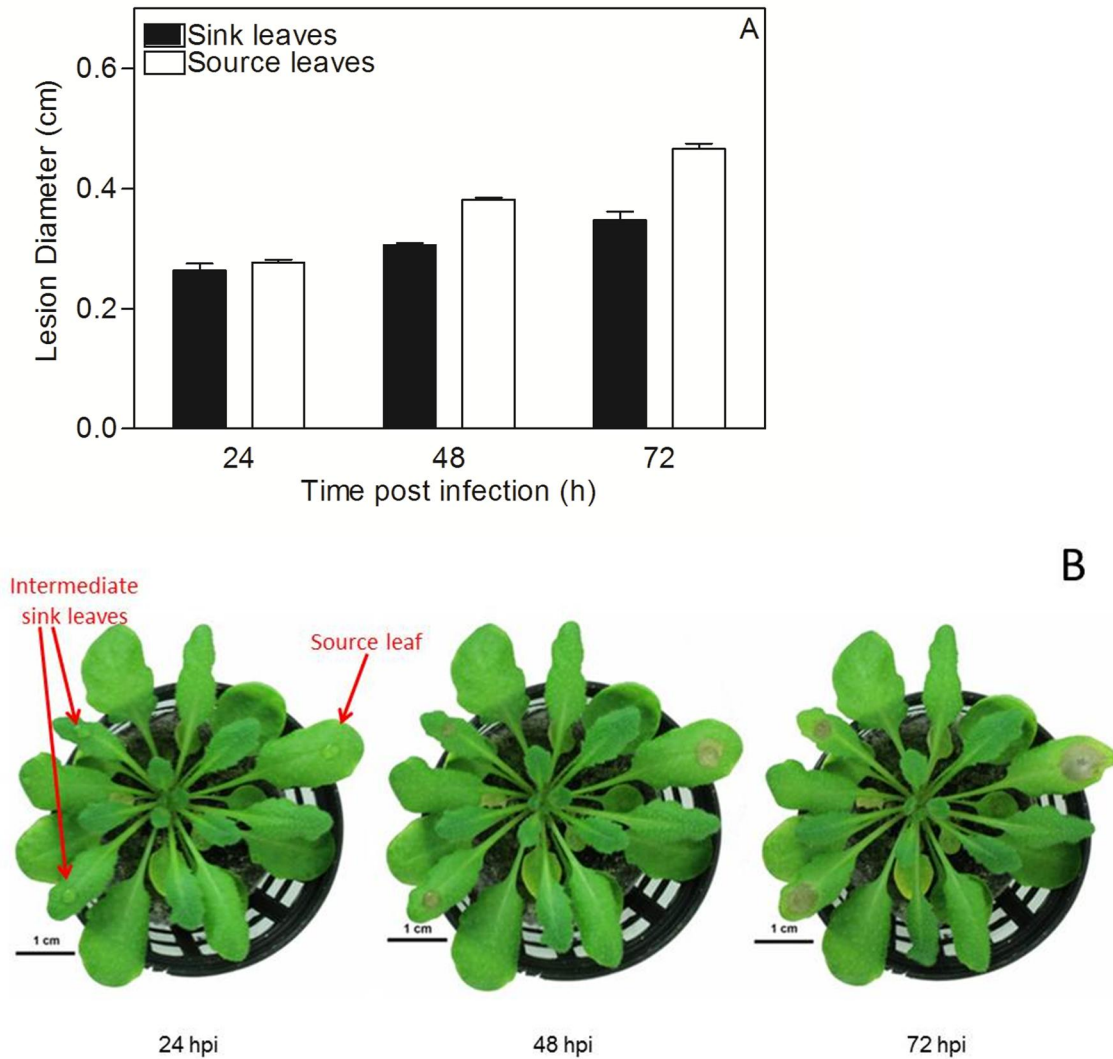 A
Sink leaves
Source leaves
0.6
0.4
0.2
0.0
Lesion Diameter (cm)
24 48 72
Time post infection (h)
B
Intermediate
sink leaves
Source leaf
1 cm 1 cm 1 cm
24 hpi 48 hpi 72 hpi